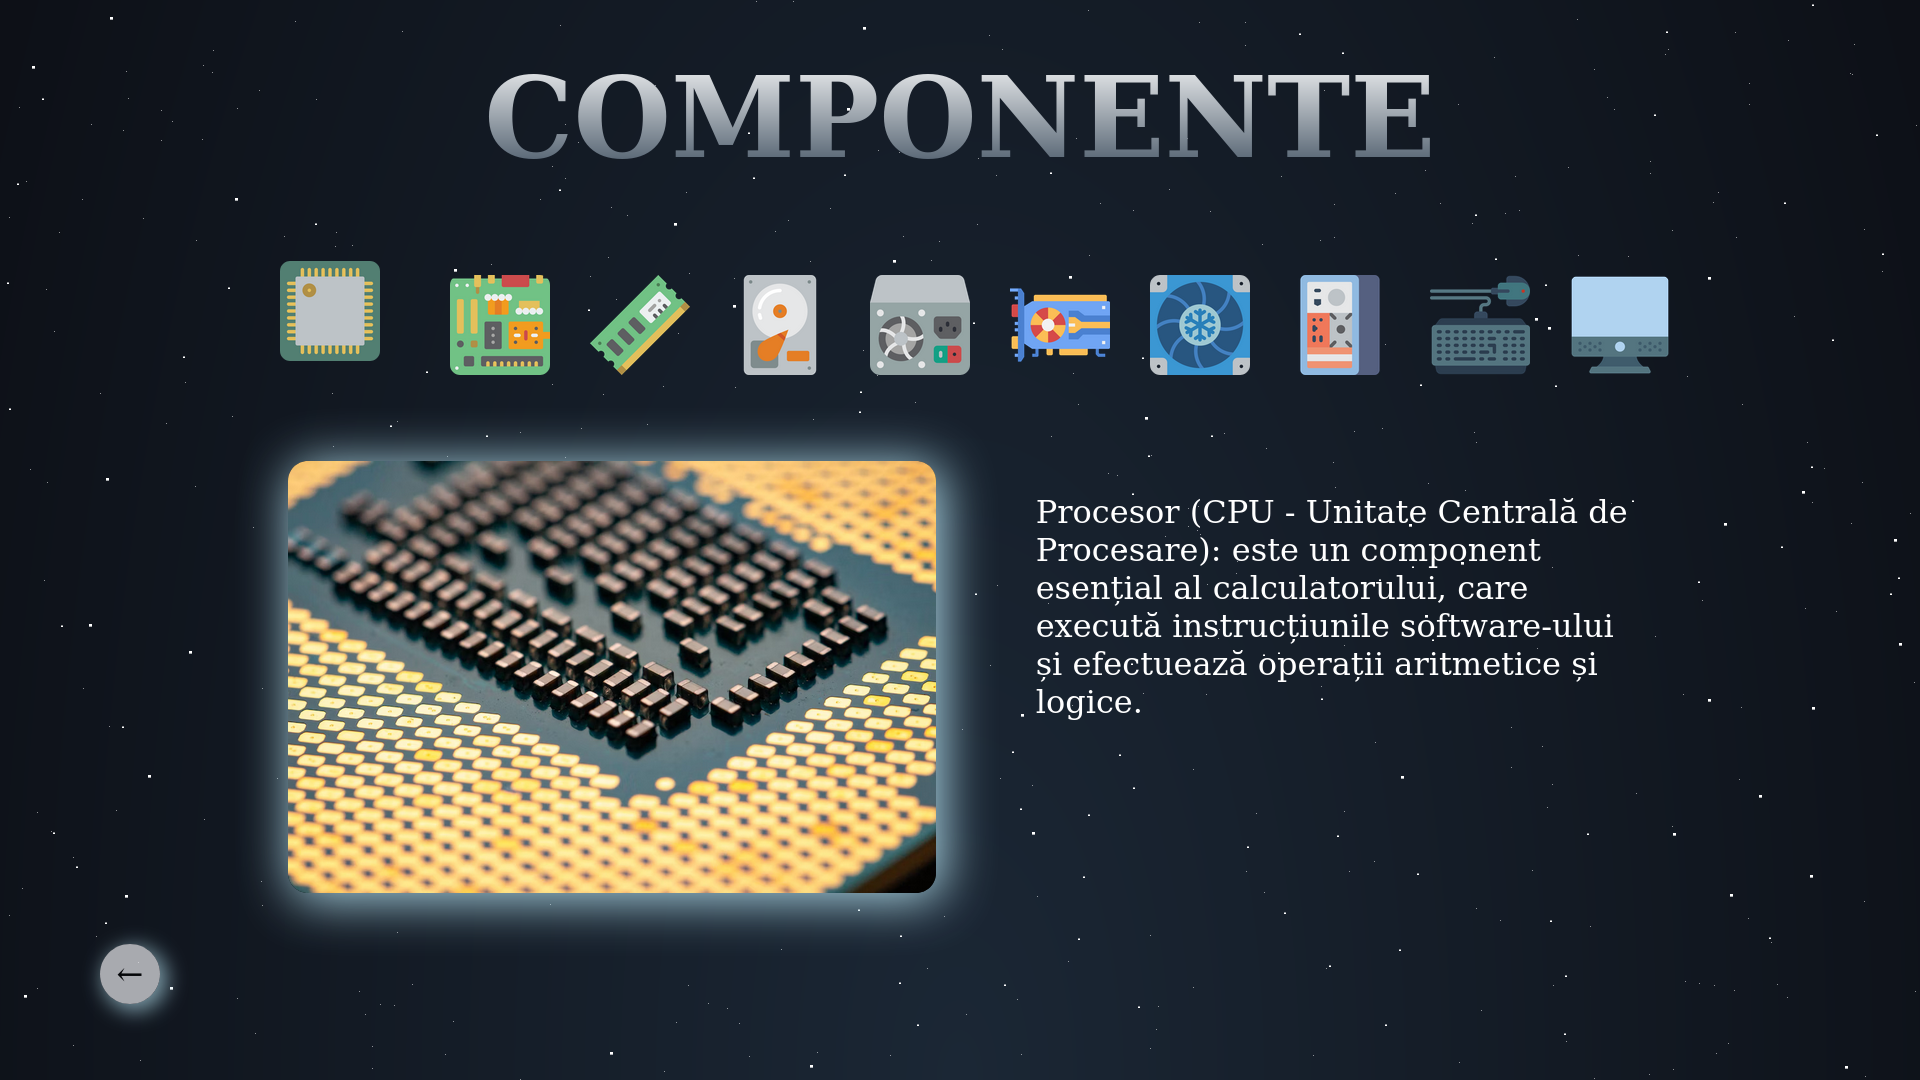 COMPONENTE
Procesor (CPU - Unitate Centrală de
Procesare): este un component
esențial al calculatorului, care
execută instrucțiunile software-ului
și efectuează operații aritmetice și
logice.
←